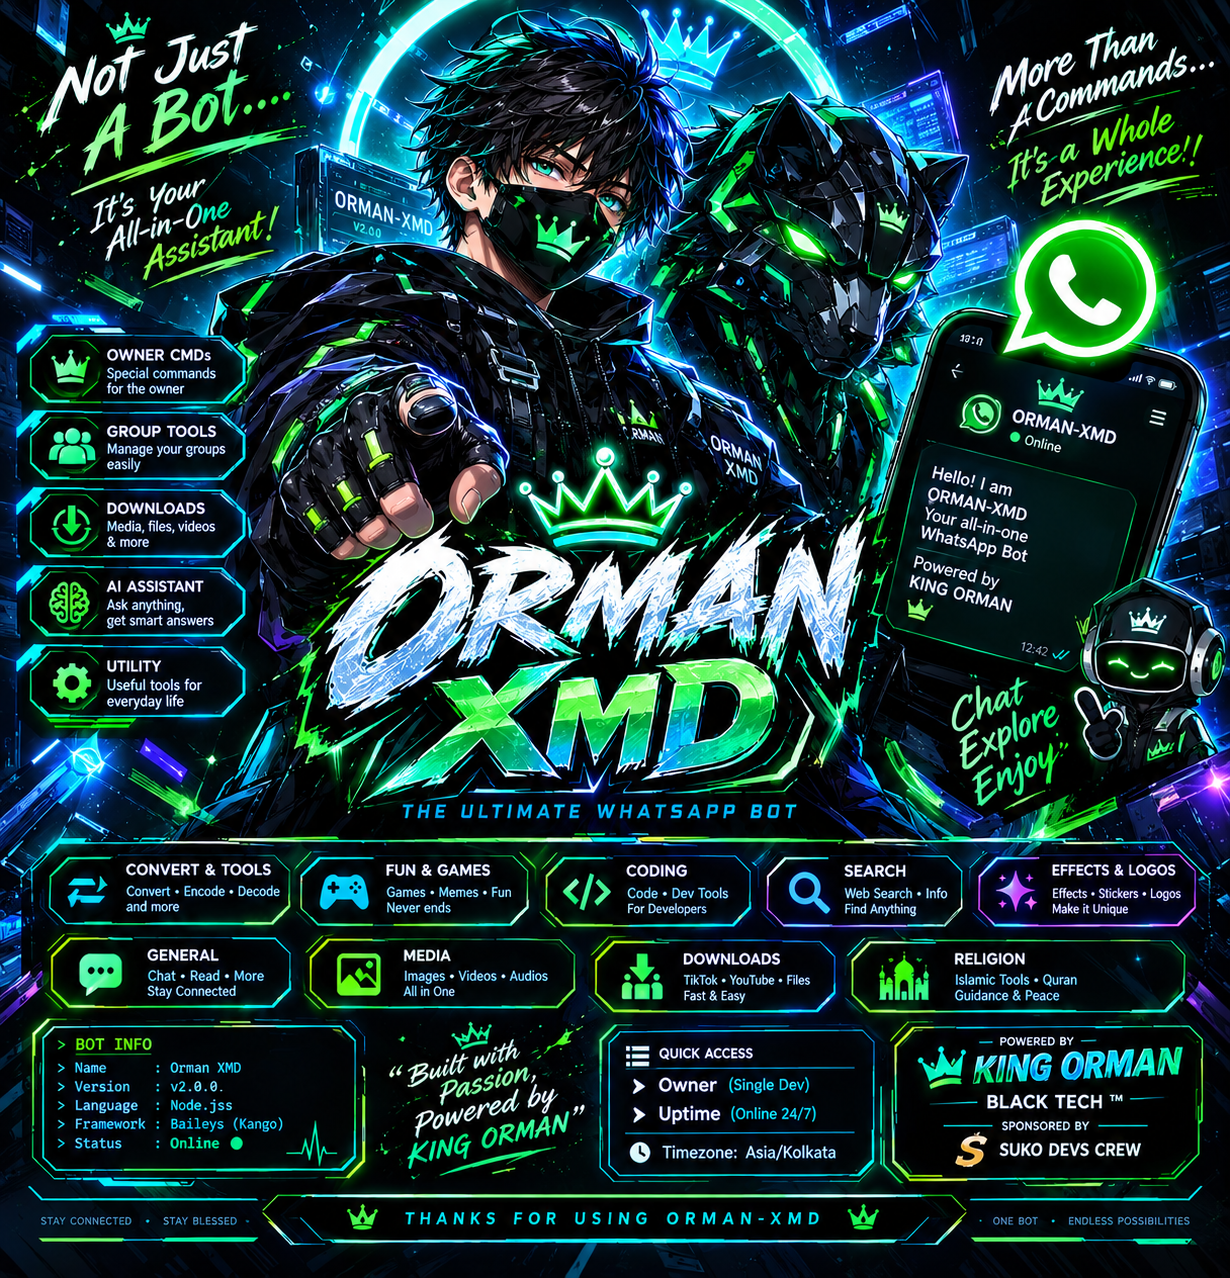 Not Just
A Bot....
It's Your
All-in-One
Assistant!
More Than
A Commands...
It's a Whole
Experience!!
ORMAN-XMD
V2.00
OWNER CMDs
Special commands
for the owner
GROUP TOOLS
Manage your groups
easily
DOWNLOADS
Media, files, videos
& more
AI ASSISTANT
Ask anything,
get smart answers
UTILITY
Useful tools for
everyday life
ORMAN
ORMAN
XMD
ORMAN-XMD
Online
Hello! I am
ORMAN-XMD
Your all-in-one
WhatsApp Bot
Powered by
KING ORMAN
12:42
Chat
Explore
Enjoy"
ORMAN
XMD
THE ULTIMATE WHATSAPP BOT
CONVERT & TOOLS
Convert • Encode • Decode
and more
FUN & GAMES
Games • Memes • Fun
Never ends
CODING
Code • Dev Tools
For Developers
SEARCH
Web Search • Info
Find Anything
EFFECTS & LOGOS
Effects • Stickers • Logos
Make it Unique
GENERAL
Chat • Read • More
Stay Connected
MEDIA
Images • Videos • Audios
All in One
DOWNLOADS
TikTok • YouTube • Files
Fast & Easy
RELIGION
Islamic Tools • Quran
Guidance & Peace
> BOT INFO
> Name : Orman XMD
> Version : v2.0.0.
> Language : Node.jss
> Framework : Baileys (Kango)
> Status : Online
"Built with
Passion,
Powered by
KING ORMAN"
QUICK ACCESS
Owner (Single Dev)
Uptime (Online 24/7)
Timezone: Asia/Kolkata
POWERED BY
KING ORMAN
BLACK TECH ™
SPONSORED BY
S SUKO DEVS CREW
STAY CONNECTED • STAY BLESSED •
THANKS FOR USING ORMAN-XMD
• ONE BOT • ENDLESS POSSIBILITIES